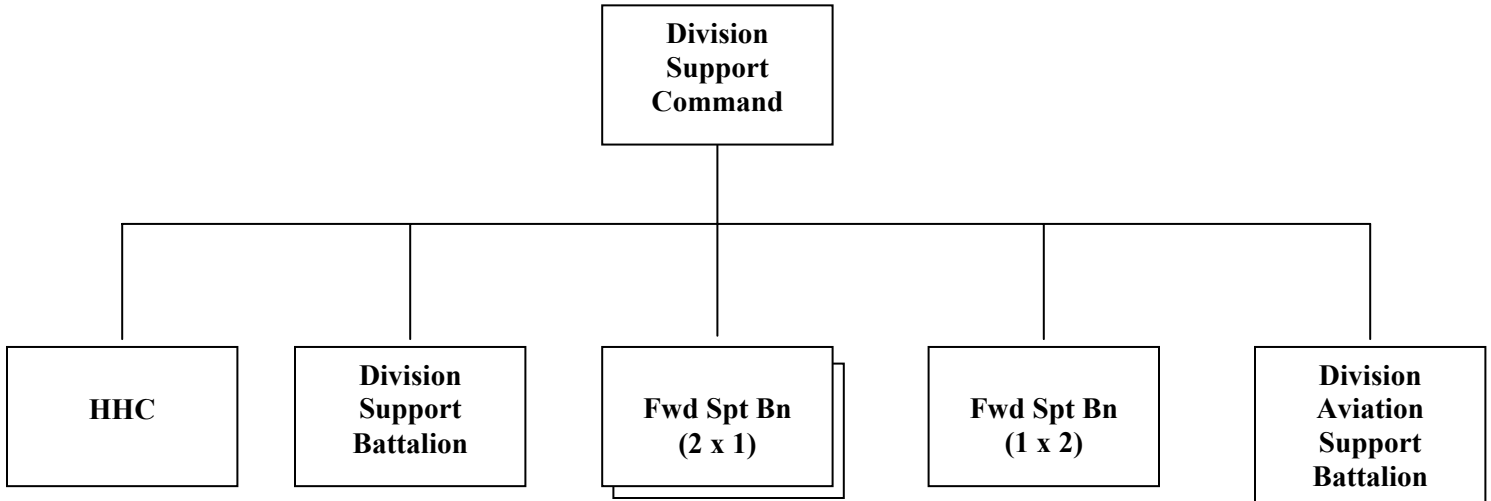 Division
Support
Command
HHC
Division
Support
Battalion
Fwd Spt Bn
(2 x 1)
Fwd Spt Bn
(1 x 2)
Division
Aviation
Support
Battalion